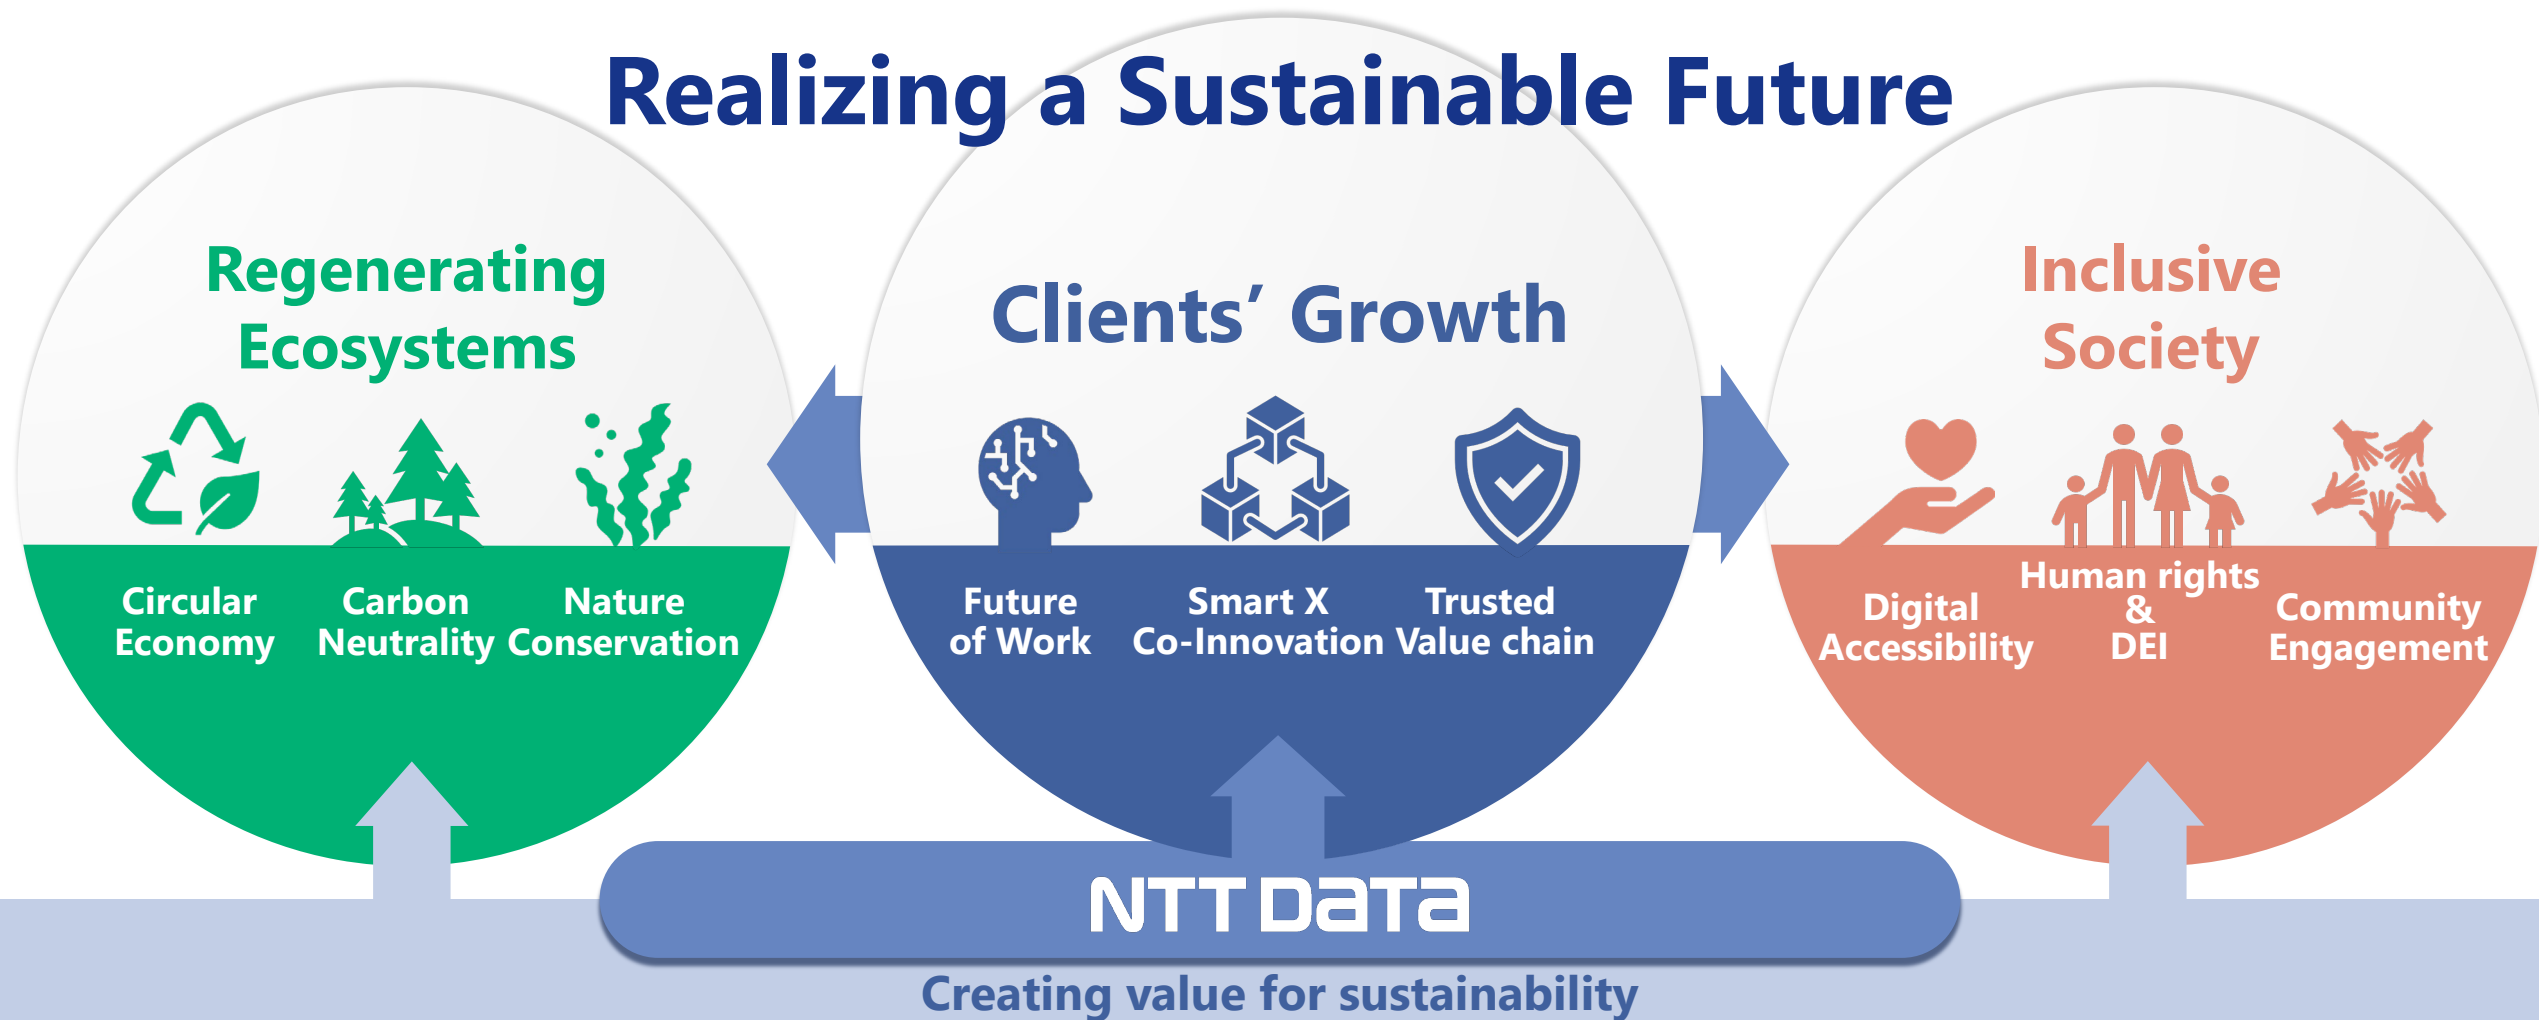 Realizing a Sustainable Future
Regenerating
Ecosystems
Circular
Economy
Carbon
Neutrality
Nature
Conservation
Clients’ Growth
Future
of Work
Smart X
Co-Innovation
Trusted
Value chain
Inclusive
Society
Digital
Accessibility
Human rights
&
DEI
Community
Engagement
NTT DATA
Creating value for sustainability